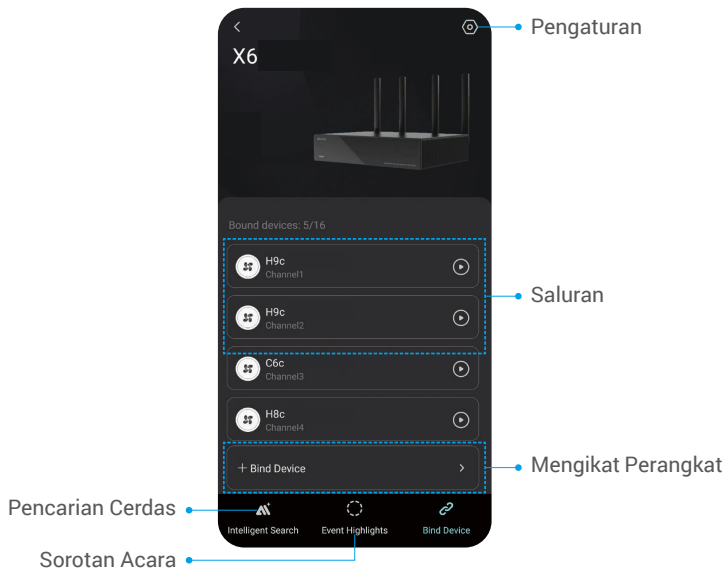 Pengaturan
X6
Bound devices: 5/16
H9c
Channel1
H9c
Channel2
Saluran
C6c
Channel3
H8c
Channel4
+ Bind Device
Mengikat Perangkat
Pencarian Cerdas
Intelligent Search
Event Highlights
Bind Device
Sorotan Acara